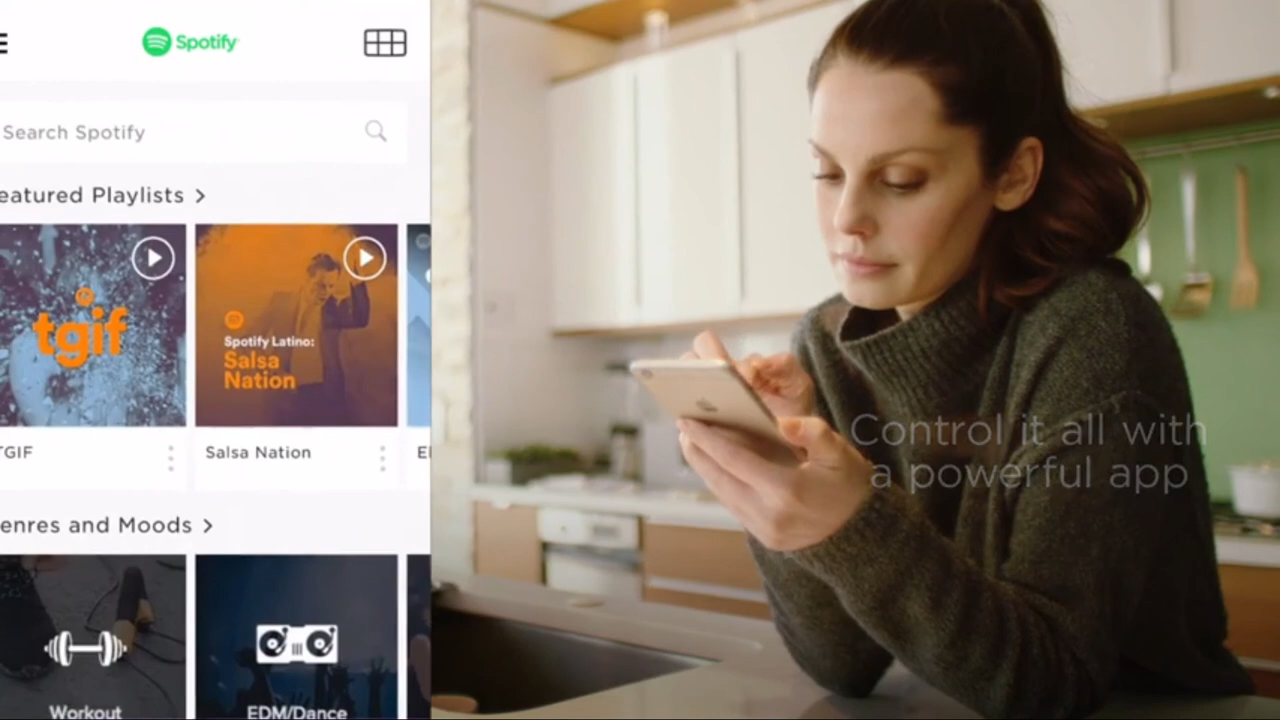 Spotify
Search Spotify
eatured Playlists >
tgif
Spotify Latino:
Salsa
Nation
TGIF
Salsa Nation
enres and Moods >
Workout
EDM/Dance
Control it all with
a powerful app